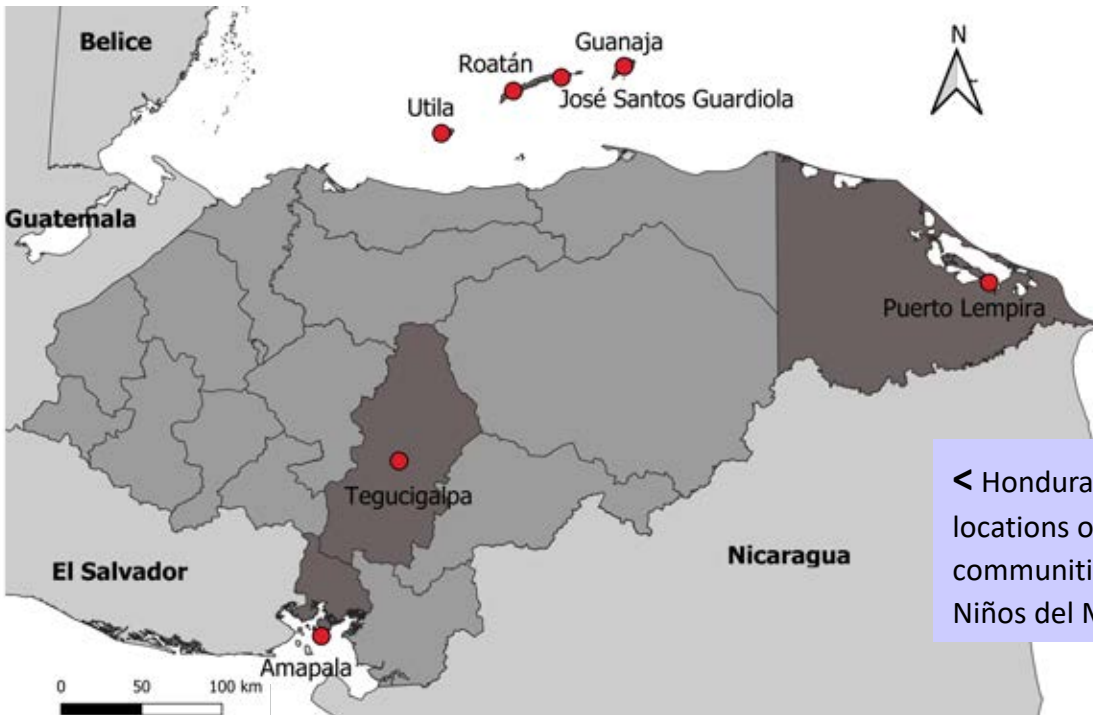 Belice
Guanaja
N
Roatán
José Santos Guardiola
Utila
Guatemala
Puerto Lempira
Tegucigalpa
< Hondura
locations o
communiti
Niños del M
El Salvador
Nicaragua
Amapala
0 50 100 km